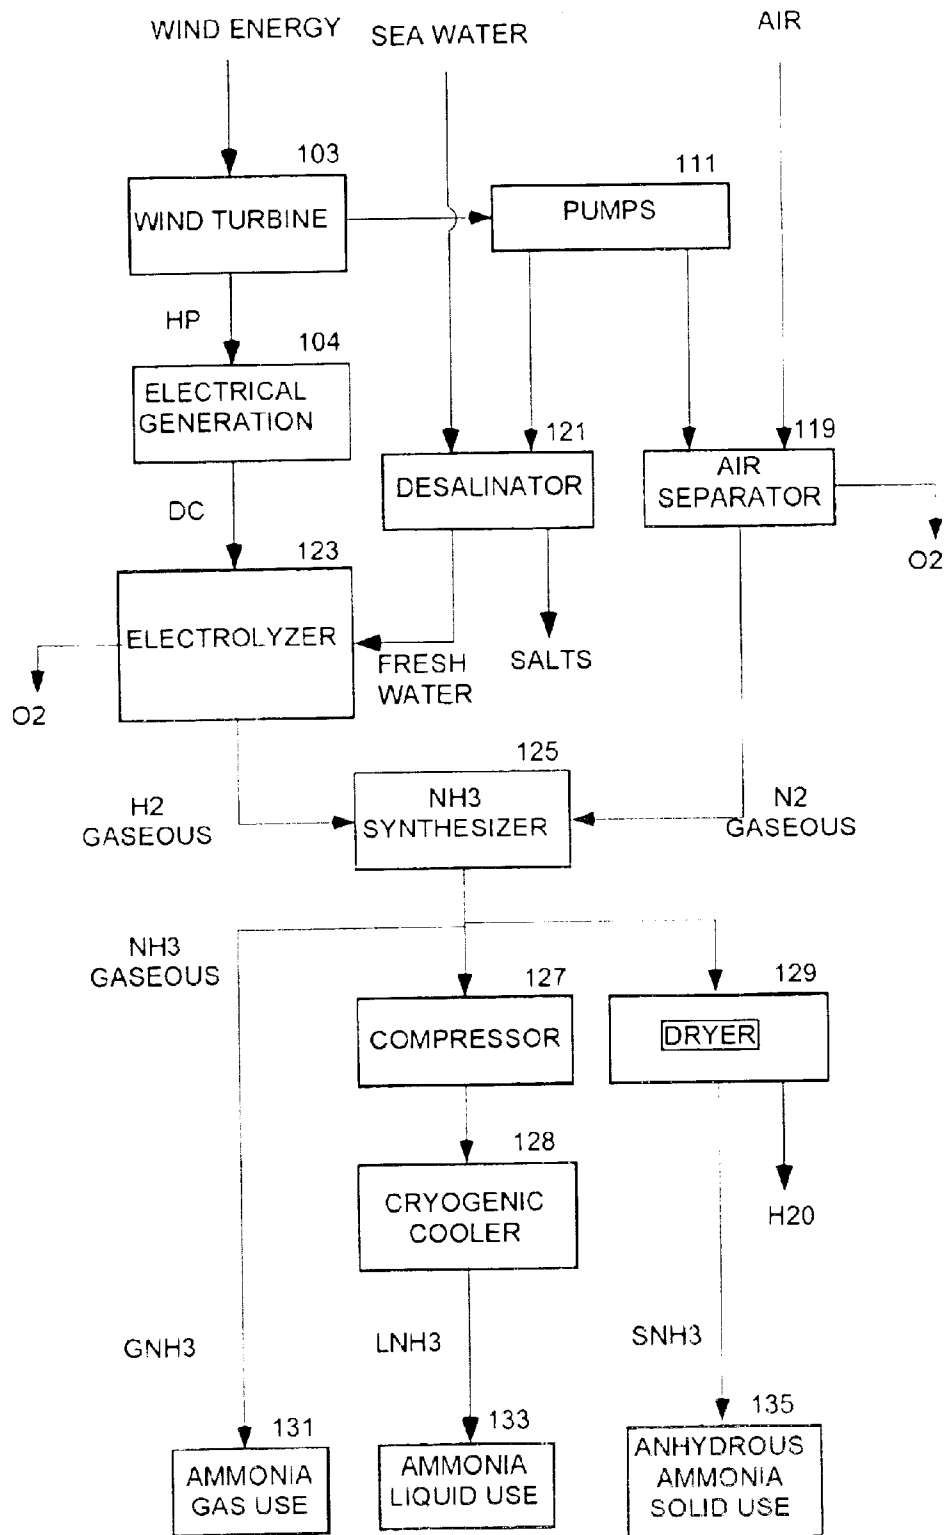 WIND ENERGY
SEA WATER
AIR
103
WIND TURBINE
111
PUMPS
HP
104
ELECTRICAL
GENERATION
121
DESALINATOR
119
AIR
SEPARATOR
DC
123
ELECTROLYZER
O2
FRESH
WATER
SALTS
O2
125
NH3
SYNTHESIZER
H2
GASEOUS
N2
GASEOUS
NH3
GASEOUS
127
COMPRESSOR
129
DRYER
128
CRYOGENIC
COOLER
H20
GNH3
LNH3
SNH3
131
AMMONIA
GAS USE
133
AMMONIA
LIQUID USE
135
ANHYDROUS
AMMONIA
SOLID USE